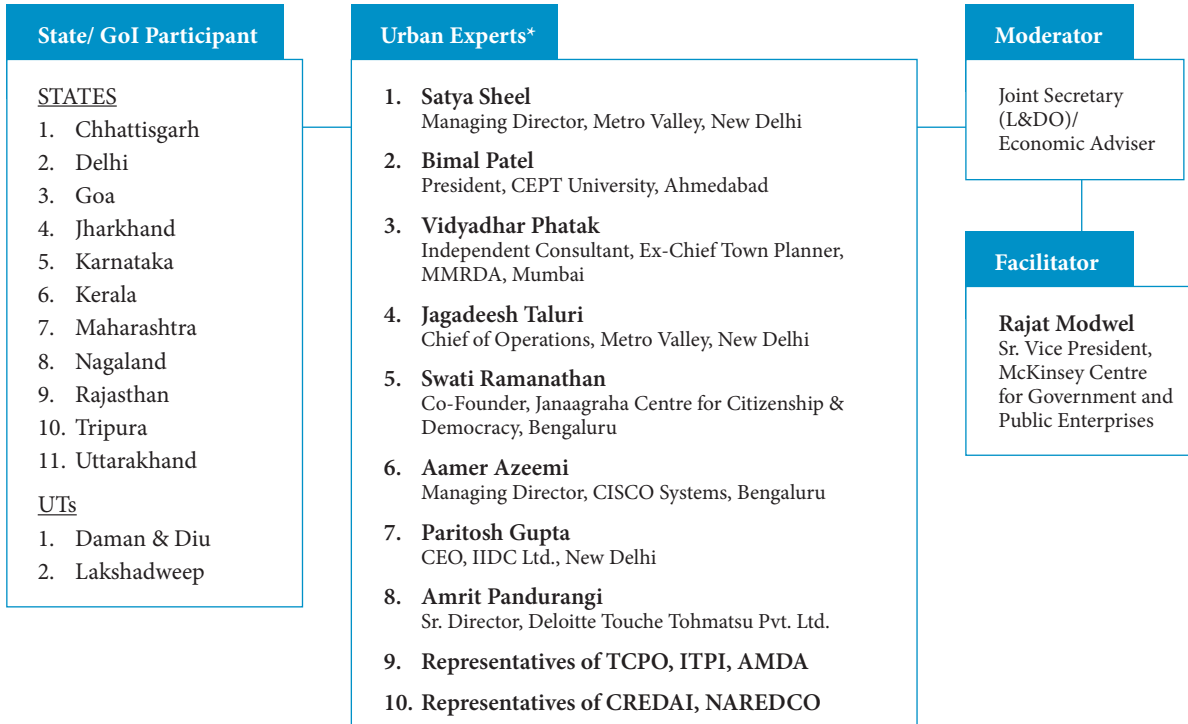 State/ GoI Participant
STATES
1. Chhattisgarh
2. Delhi
3. Goa
4. Jharkhand
5. Karnataka
6. Kerala
7. Maharashtra
8. Nagaland
9. Rajasthan
10. Tripura
11. Uttarakhand
UTs
1. Daman & Diu
2. Lakshadweep
Urban Experts*
1. Satya Sheel
Managing Director, Metro Valley, New Delhi
2. Bimal Patel
President, CEPT University, Ahmedabad
3. Vidyadhar Phatak
Independent Consultant, Ex-Chief Town Planner,
MMRDA, Mumbai
4. Jagadeesh Taluri
Chief of Operations, Metro Valley, New Delhi
5. Swati Ramanathan
Co-Founder, Janaagraha Centre for Citizenship &
Democracy, Bengaluru
6. Aamer Azeemi
Managing Director, CISCO Systems, Bengaluru
7. Paritosh Gupta
CEO, IIDC Ltd., New Delhi
8. Amrit Pandurangi
Sr. Director, Deloitte Touche Tohmatsu Pvt. Ltd.
9. Representatives of TCPO, ITPI, AMDA
10. Representatives of CREDAI, NAREDCO
Moderator
Joint Secretary
(L&DO)/
Economic Adviser
Facilitator
Rajat Modwel
Sr. Vice President,
McKinsey Centre
for Government and
Public Enterprises